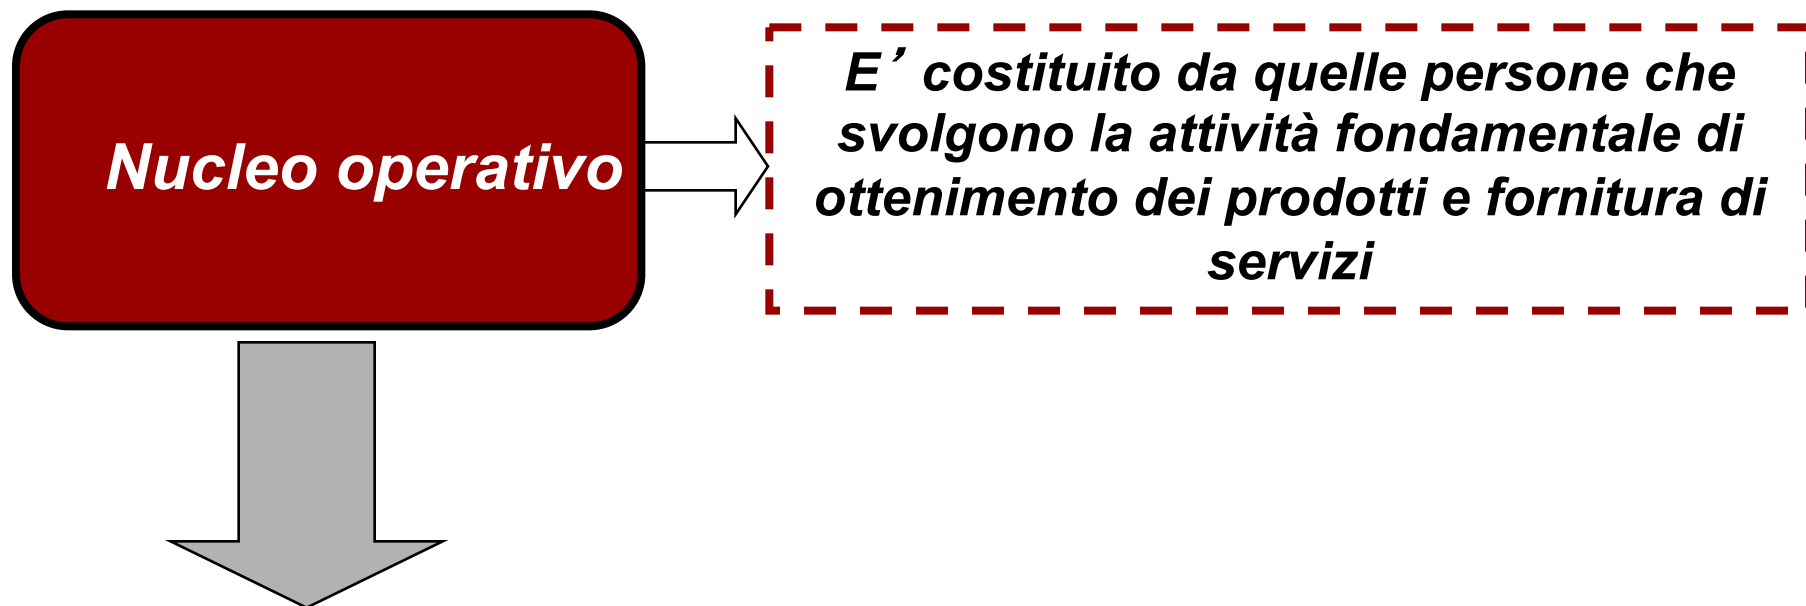 Nucleo operativo
E’ costituito da quelle persone che
svolgono la attività fondamentale di
ottenimento dei prodotti e fornitura di
servizi